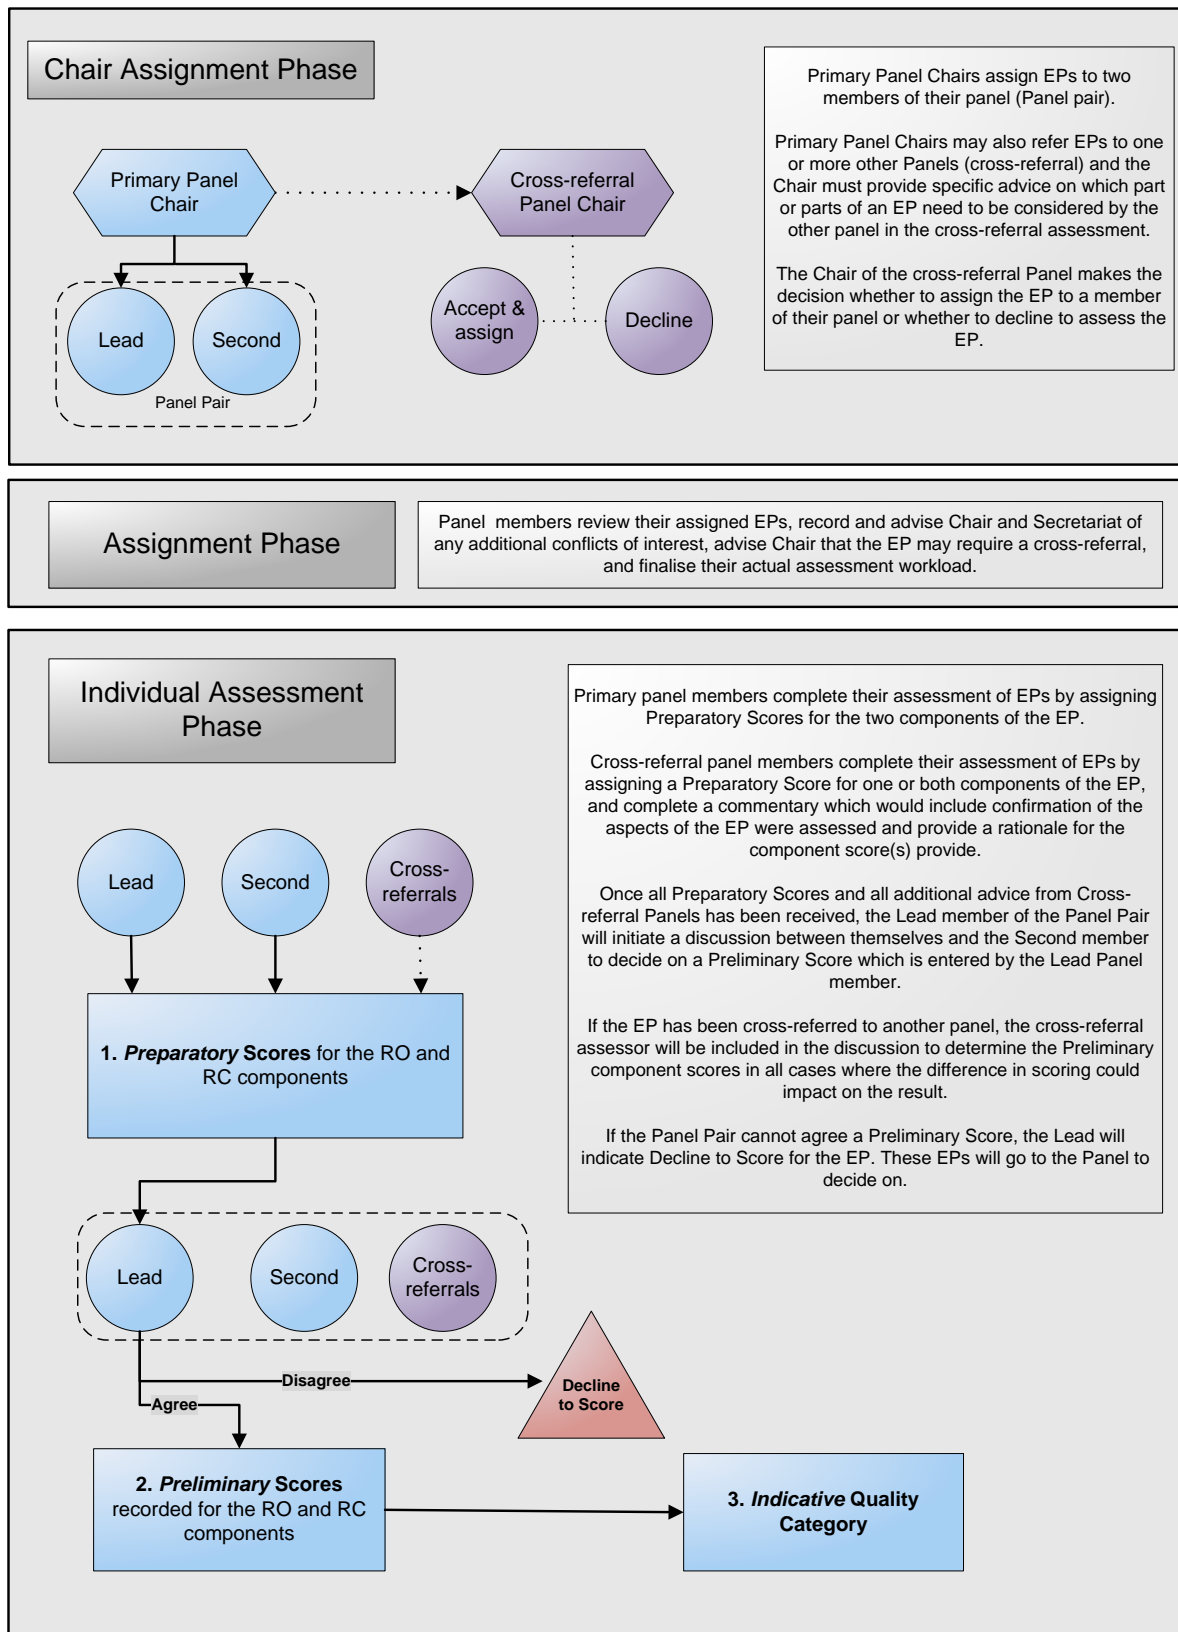 Chair Assignment Phase
Primary Panel
Chair
Cross-referral
Panel Chair
Lead
Second
Panel Pair
Accept &
assign
Decline
Primary Panel Chairs assign EPs to two
members of their panel (Panel pair).
Primary Panel Chairs may also refer EPs to one
or more other Panels (cross-referral) and the
Chair must provide specific advice on which part
or parts of an EP need to be considered by the
other panel in the cross-referral assessment.
The Chair of the cross-referral Panel makes the
decision whether to assign the EP to a member
of their panel or whether to decline to assess the
EP.
Assignment Phase
Panel  members review their assigned EPs, record and advise Chair and Secretariat of
any additional conflicts of interest, advise Chair that the EP may require a cross-referral,
and finalise their actual assessment workload.
Individual Assessment
Phase
Primary panel members complete their assessment of EPs by assigning
Preparatory Scores for the two components of the EP.
Cross-referral panel members complete their assessment of EPs by
assigning a Preparatory Score for one or both components of the EP,
and complete a commentary which would include confirmation of the
aspects of the EP were assessed and provide a rationale for the
component score(s) provide.
Once all Preparatory Scores and all additional advice from Cross-
referral Panels has been received, the Lead member of the Panel Pair
will initiate a discussion between themselves and the Second member
to decide on a Preliminary Score which is entered by the Lead Panel
member.
If the EP has been cross-referred to another panel, the cross-referral
assessor will be included in the discussion to determine the Preliminary
component scores in all cases where the difference in scoring could
impact on the result.
If the Panel Pair cannot agree a Preliminary Score, the Lead will
indicate Decline to Score for the EP. These EPs will go to the Panel to
decide on.
Lead
Second
Cross-
referrals
1. Preparatory Scores for the RO and
RC components
Lead
Second
Cross-
referrals
Disagree
Decline
to Score
Agree
2. Preliminary Scores
recorded for the RO and RC
components
3. Indicative Quality
Category